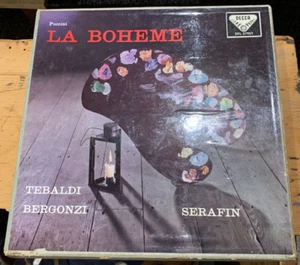 Puccini
LA BOHEME
DECCA
TEBALDI
BERGONZI
SERAFIN